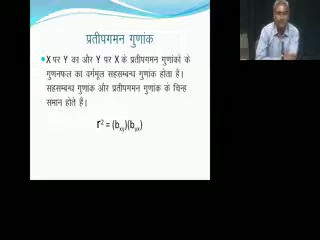 प्रतीपगमन गुणांक
X पर Y का और Y पर X के प्रतीपगमन गुणांको के
गुणनफल का वर्गमूल सहसम्बन्ध गुणांक होता है।
सहसम्बन्ध गुणांक और प्रतीपगमन गुणांक के चिन्ह
समान होते हैं।
r² = (bxy)(byx)